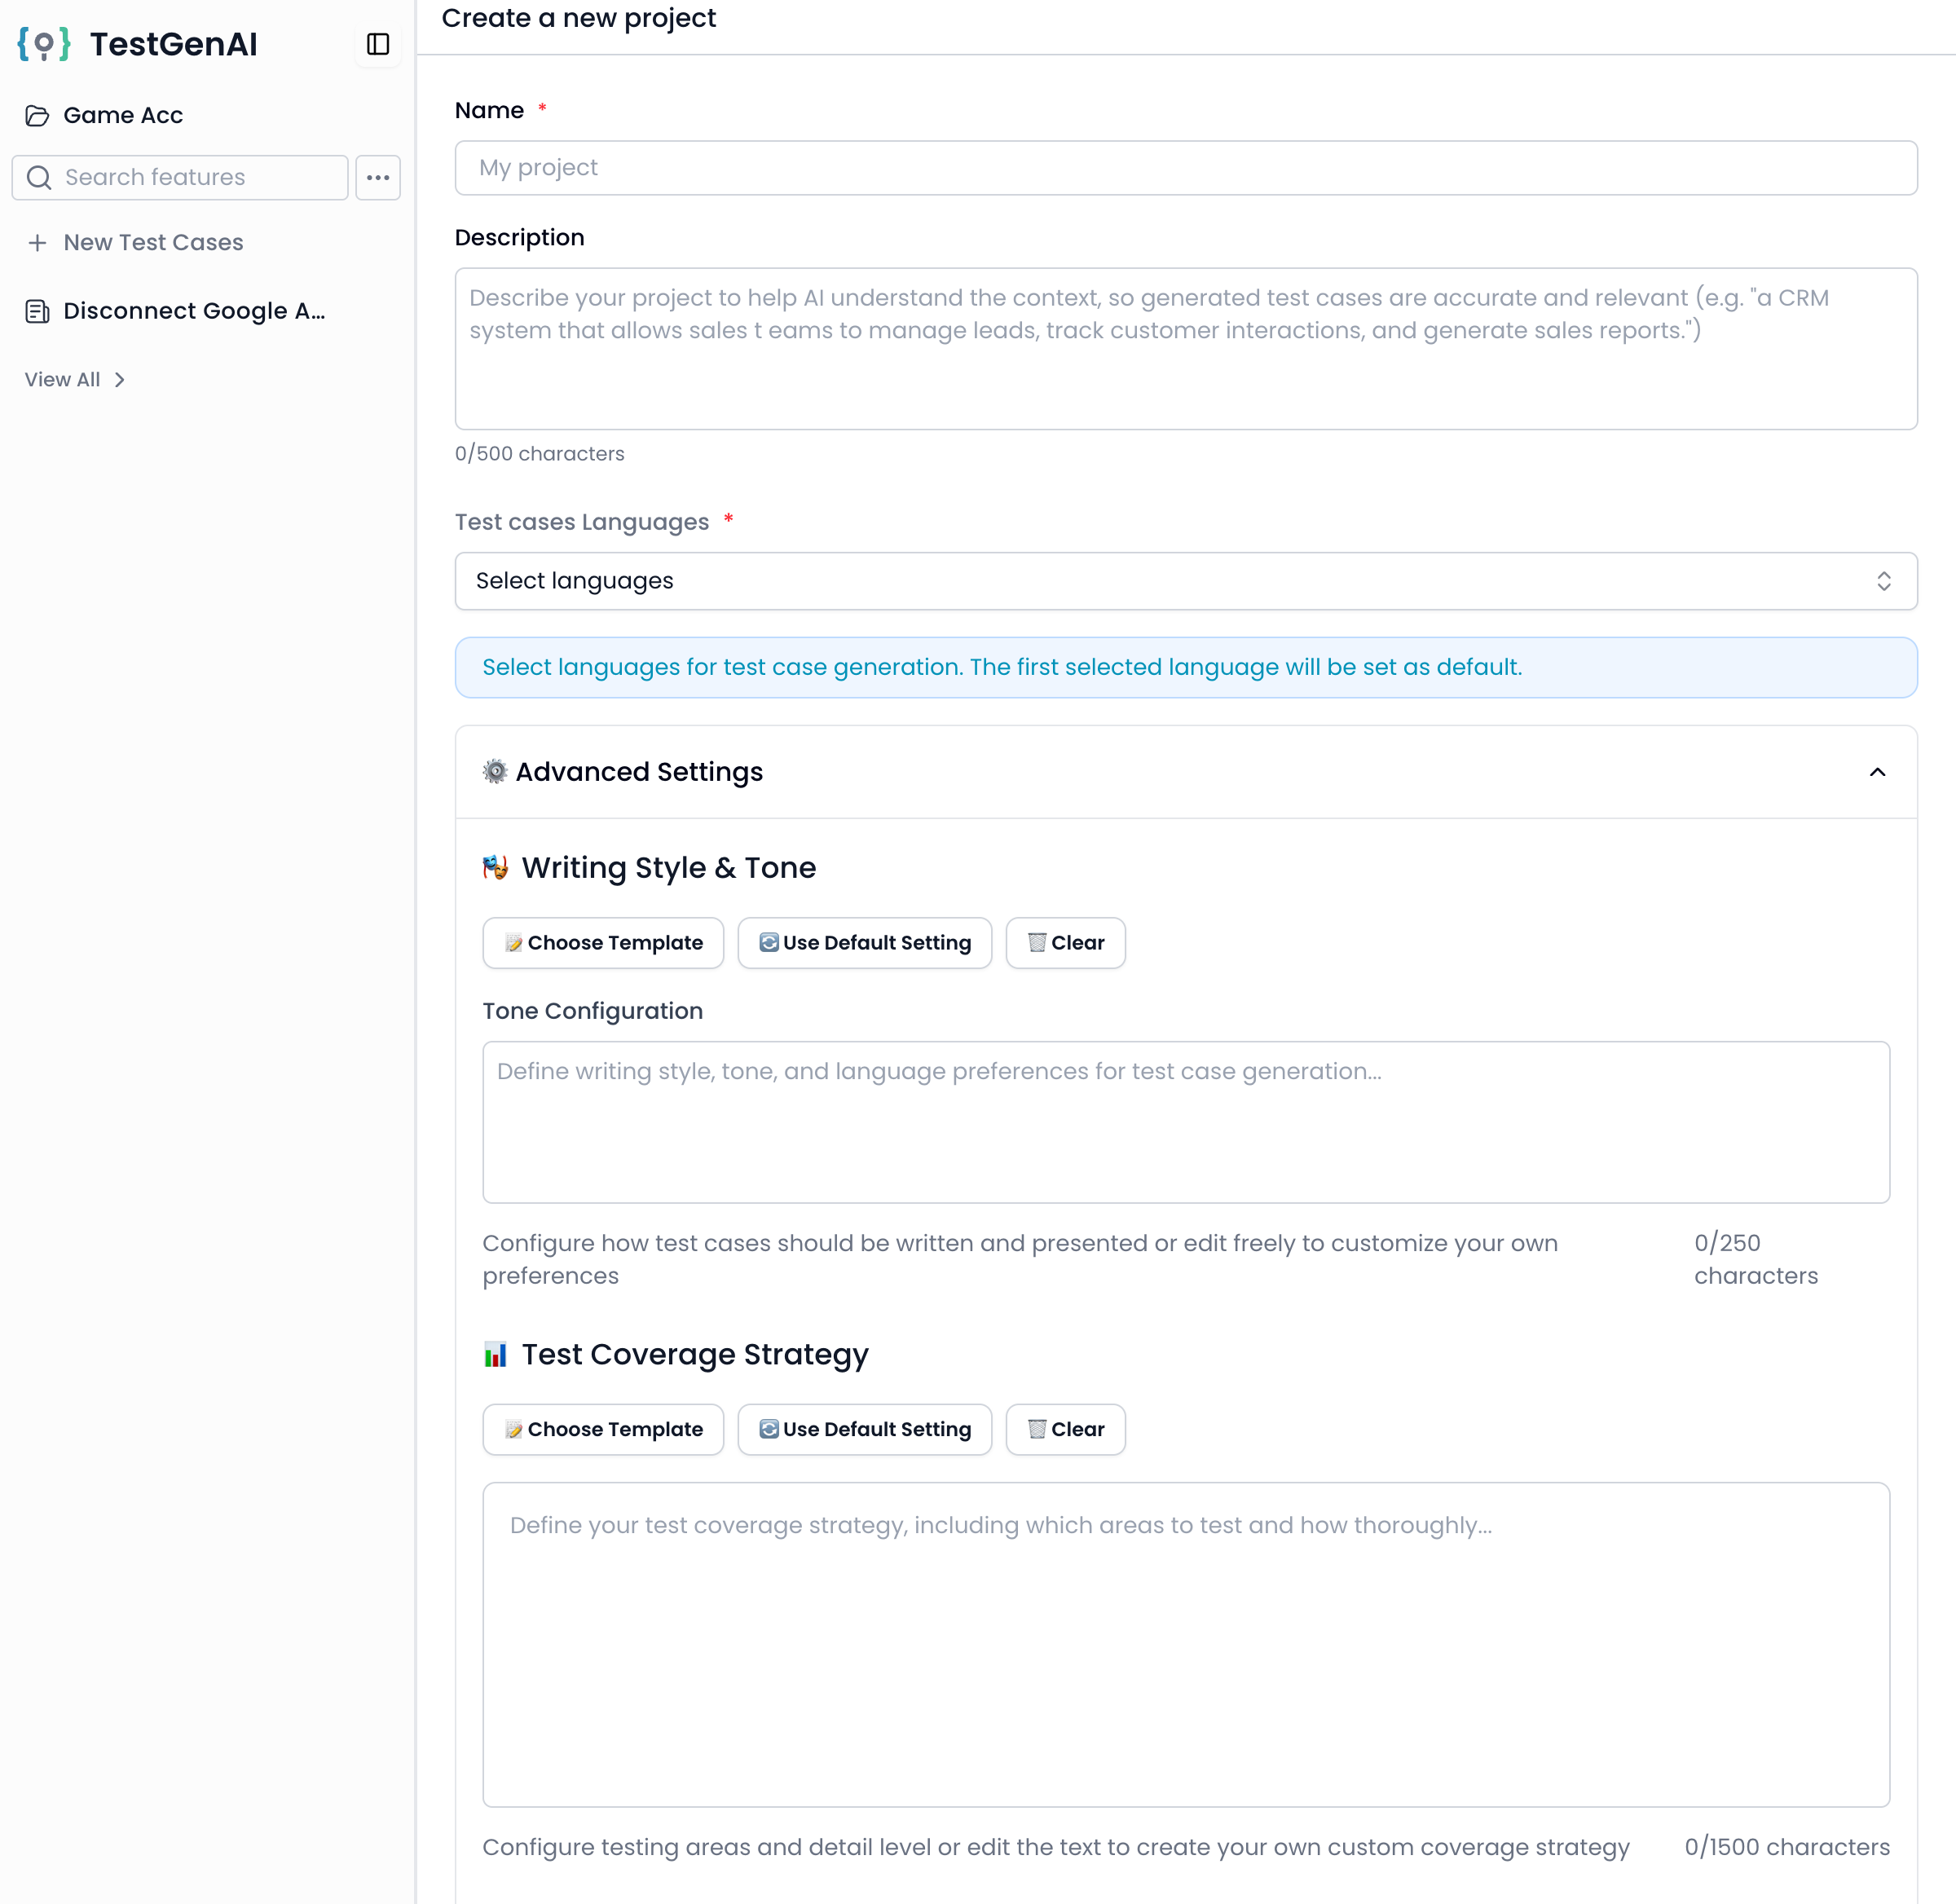 TestGenAI
Game Acc
Search features
New Test Cases
Disconnect Google A...
View All
Create a new project
Name *
My project
Description
Describe your project to help AI understand the context, so generated test cases are accurate and relevant (e.g. "a CRM
system that allows sales t eams to manage leads, track customer interactions, and generate sales reports.")
0/500 characters
Test cases Languages *
Select languages
Select languages for test case generation. The first selected language will be set as default.
Advanced Settings
Writing Style & Tone
Choose Template
Use Default Setting
Clear
Tone Configuration
Define writing style, tone, and language preferences for test case generation...
Configure how test cases should be written and presented or edit freely to customize your own
preferences
0/250
characters
Test Coverage Strategy
Choose Template
Use Default Setting
Clear
Define your test coverage strategy, including which areas to test and how thoroughly...
Configure testing areas and detail level or edit the text to create your own custom coverage strategy
0/1500 characters